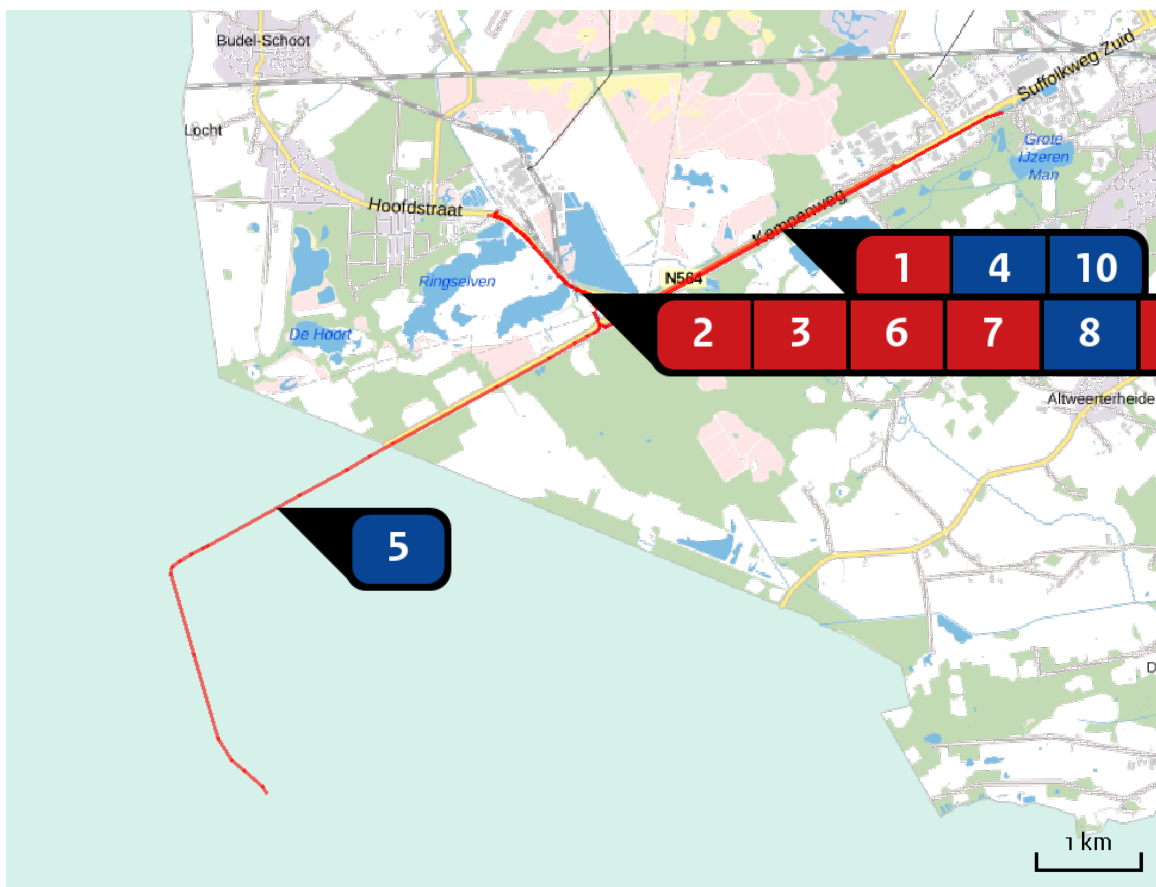 Budel-Schoot
Suffolkweg-Zuid
Locht
Grote
IJzeren
Man
Hoofdstraat
Kempenweg
Ringselven
N564
1
4
10
De Hoort
2
3
6
7
8
Altweerterheide
5
D
1 km